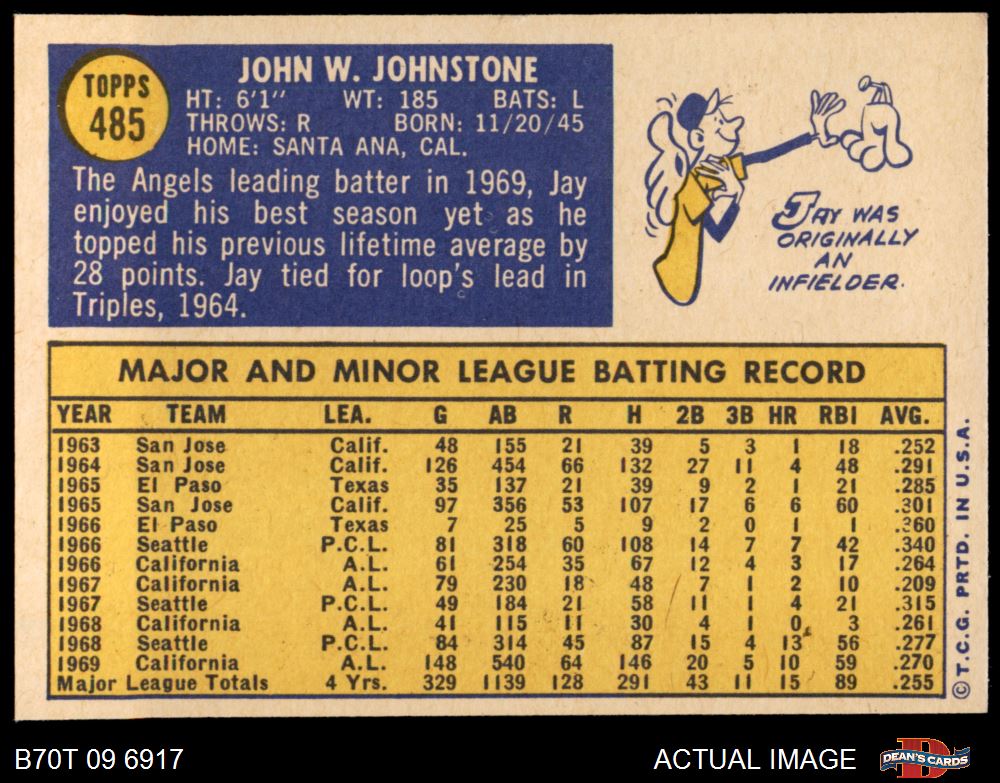 TOPPS
485
JOHN W. JOHNSTONE
HT: 6'1" WT: 185 BATS: L
THROWS: R BORN: 11/20/45
HOME: SANTA ANA, CAL.
The Angels leading batter in 1969, Jay
enjoyed his best season yet as he
topped his previous lifetime average by
28 points. Jay tied for loop's lead in
Triples, 1964.
JAY WAS
ORIGINALLY
AN
INFIELDER.
MAJOR AND MINOR LEAGUE BATTING RECORD
YEAR TEAM LEA. G AB R H 2B 3B HR RBI AVG.
1963 San Jose Calif. 48 155 21 39 5 3 1 18 .252
1964 San Jose Calif. 126 454 66 132 27 11 4 48 .291
1965 El Paso Texas 35 137 21 39 9 2 1 21 .285
1965 San Jose Calif. 97 356 53 107 17 6 6 60 .301
1966 El Paso Texas 7 25 5 9 2 0 1 1 .360
1966 Seattle P.C.L. 81 318 60 108 14 7 7 42 .340
1966 California A.L. 61 254 35 67 12 4 3 17 .264
1967 California A.L. 79 230 18 48 7 1 2 10 .209
1967 Seattle P.C.L. 49 184 21 58 11 1 4 21 .315
1968 California A.L. 41 115 11 30 4 1 0 3 .261
1968 Seattle P.C.L. 84 314 45 87 15 4 13 56 .277
1969 California A.L. 148 540 64 146 20 5 10 59 .270
Major League Totals 4 Yrs. 329 1139 128 291 43 11 15 89 .255
© T.C.G. PRTD. IN U.S.A.
B70T 09 6917 ACTUAL IMAGE
DEAN'S CARDS